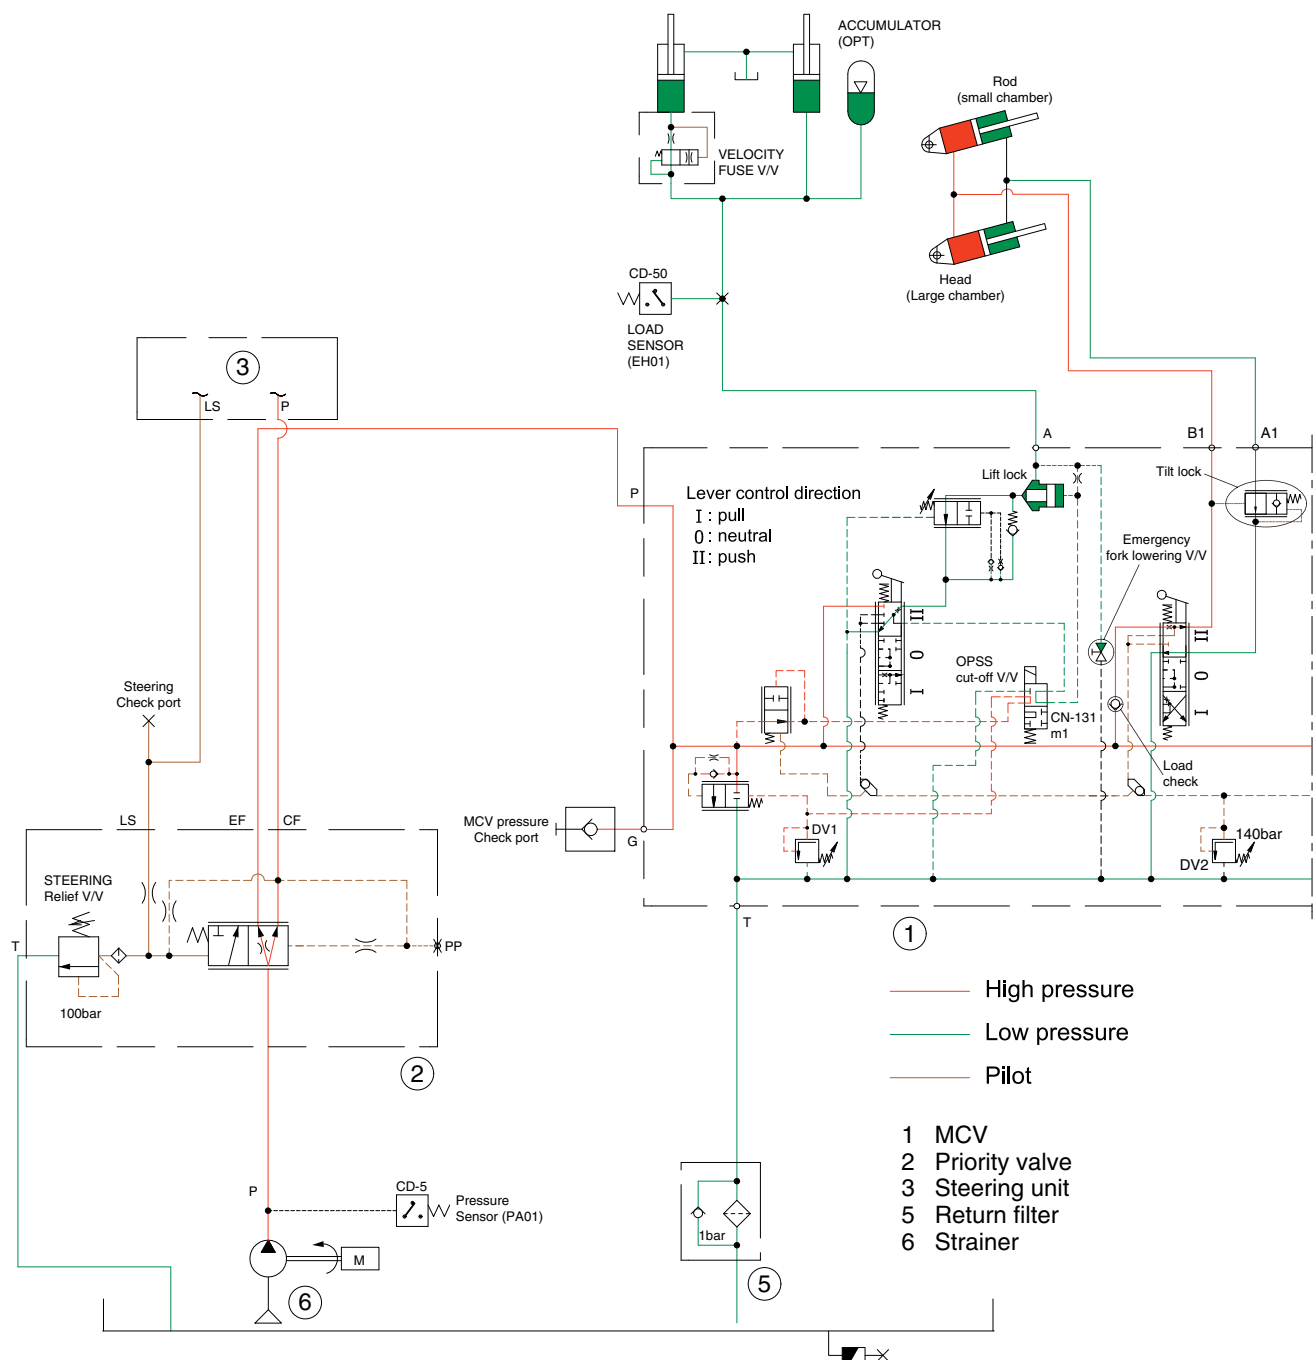 ACCUMULATOR
(OPT)
Rod
(small chamber)
VELOCITY
FUSE V/V
CD-50
LOAD
SENSOR
(EH01)
Head
(Large chamber)
3
LS
P
A
B1
A1
P
Lever control direction
I : pull
0 : neutral
II : push
Lift lock
Tilt lock
Emergency
fork lowering V/V
II
0
I
II
0
I
OPSS
cut-off V/V
CN-131
m1
Steering
Check port
Load
check
LS
EF
CF
MCV pressure
Check port
G
DV1
140bar
DV2
STEERING
Relief V/V
T
PP
100bar
T
1
2
High pressure
Low pressure
Pilot
1 MCV
2 Priority valve
3 Steering unit
5 Return filter
6 Strainer
P
CD-5
Pressure
Sensor (PA01)
M
6
1bar
5